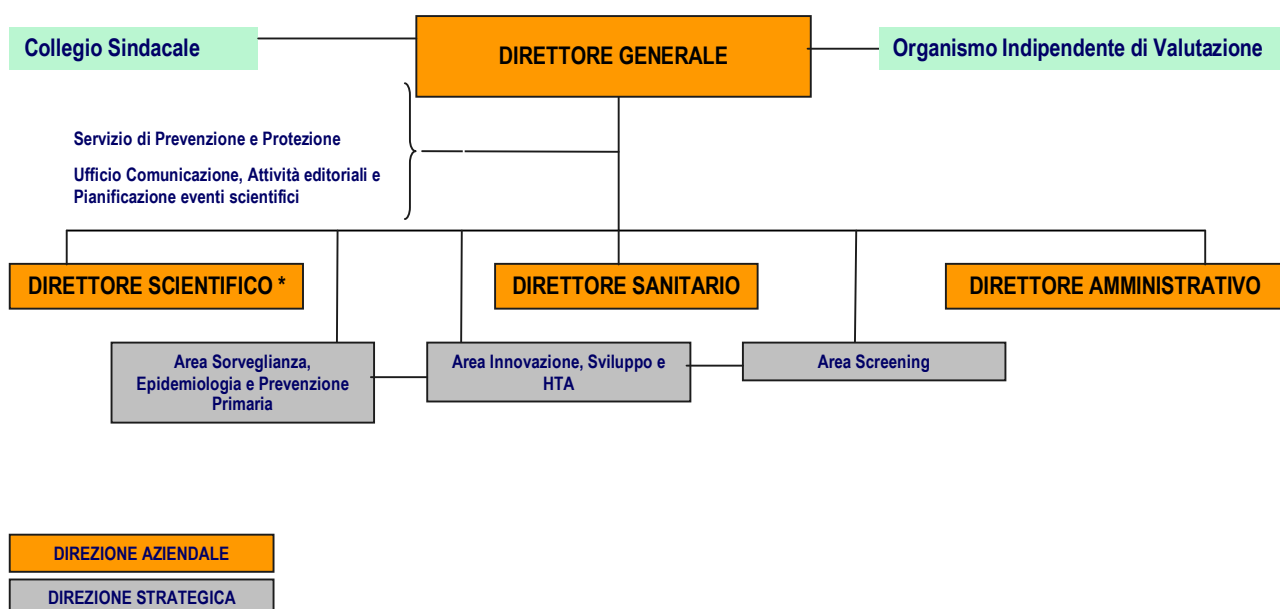 Collegio Sindacale
DIRETTORE GENERALE
Organismo Indipendente di Valutazione
Servizio di Prevenzione e Protezione
Ufficio Comunicazione, Attività editoriali e
Pianificazione eventi scientifici
DIRETTORE SCIENTIFICO *
DIRETTORE SANITARIO
DIRETTORE AMMINISTRATIVO
Area Sorveglianza,
Epidemiologia e Prevenzione
Primaria
Area Innovazione, Sviluppo e
HTA
Area Screening
DIREZIONE AZIENDALE
DIREZIONE STRATEGICA